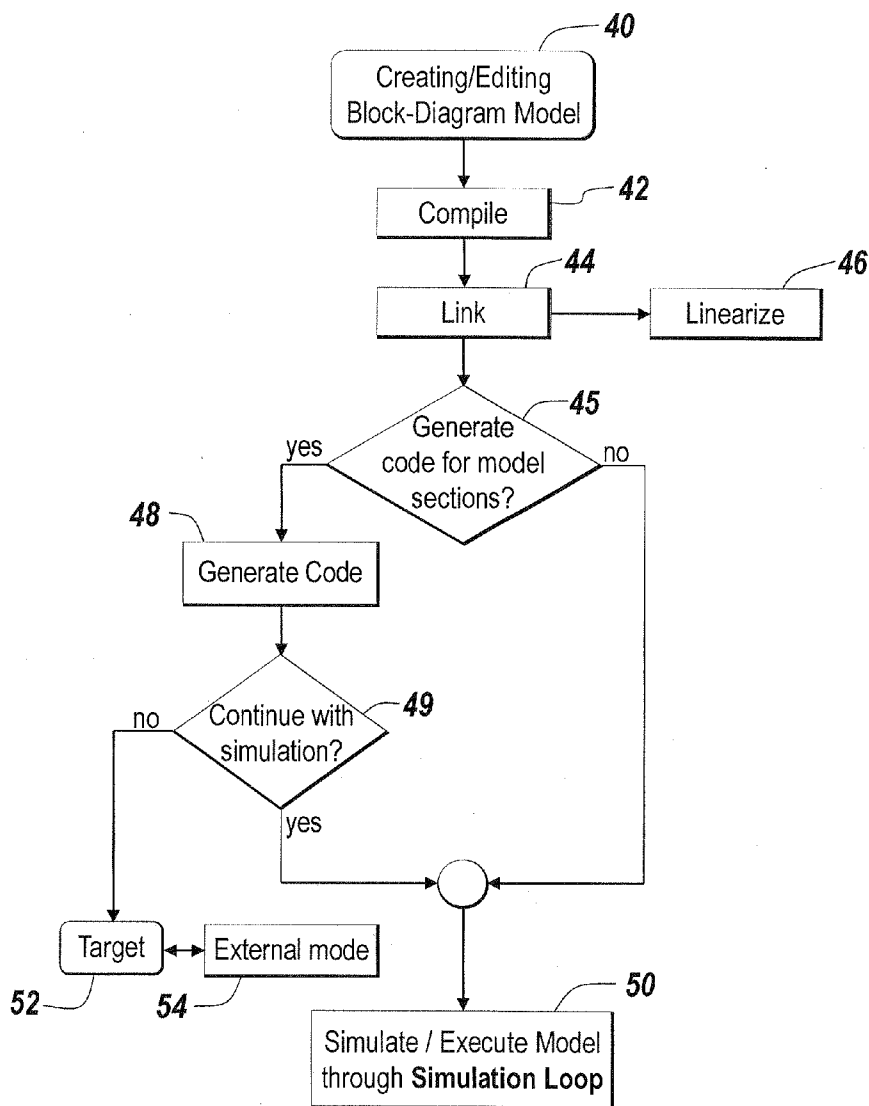 40
Creating/Editing
Block-Diagram Model
42
Compile
44
46
Link
Linearize
45
Generate
code for model
sections?
yes
no
48
Generate Code
49
Continue with
simulation?
no
yes
Target
External mode
52
54
50
Simulate / Execute Model
through Simulation Loop